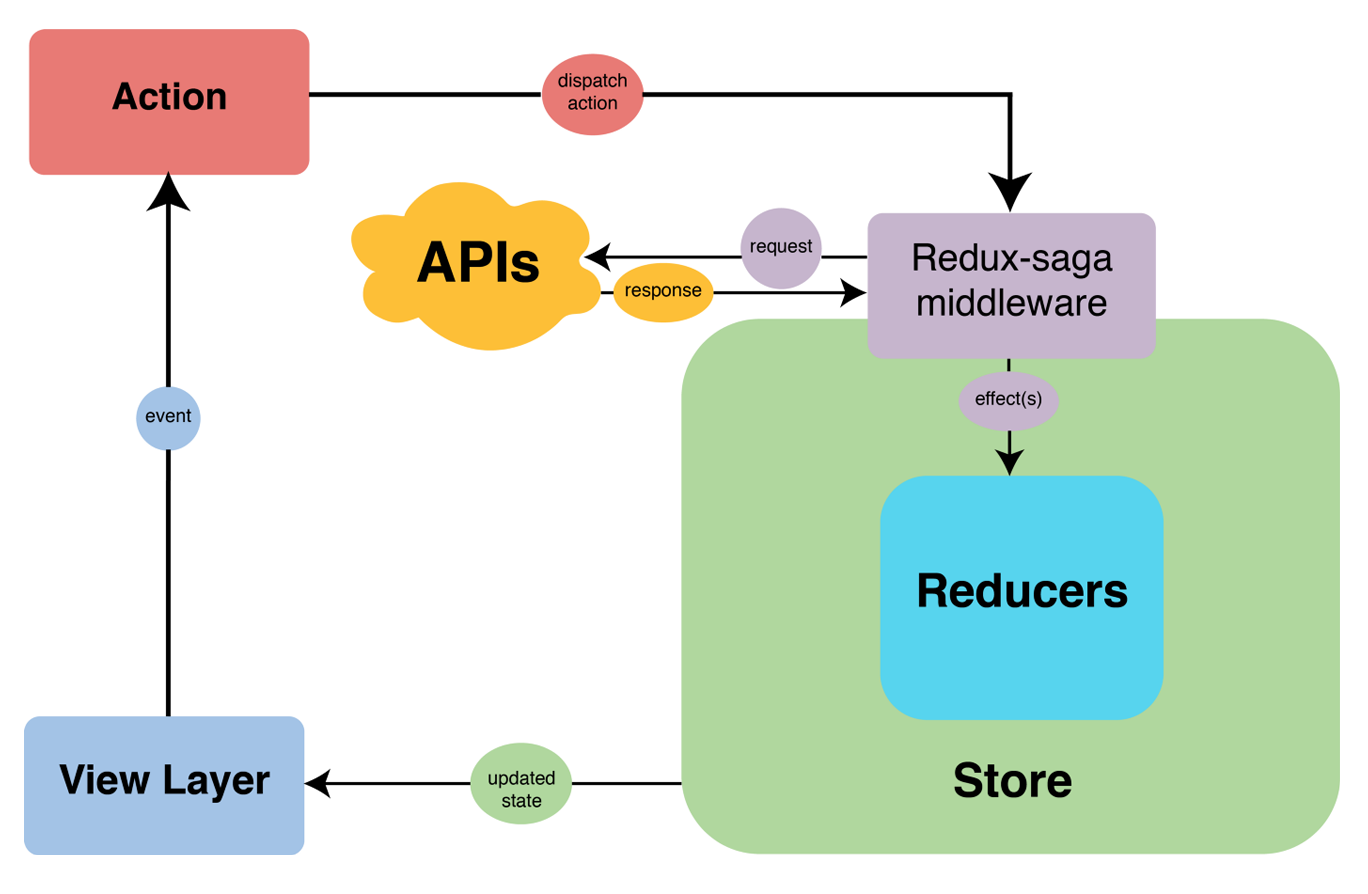 Action
dispatch
action
APIs
request
response
Redux-saga
middleware
effect(s)
event
Reducers
View Layer
updated
state
Store